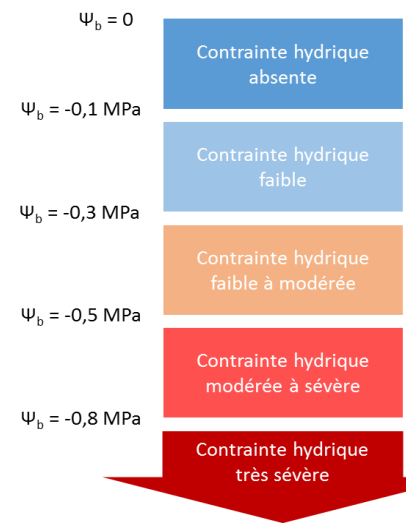 Ψb = 0
Contrainte hydrique
absente
Ψb = -0,1 MPa
Contrainte hydrique
faible
Ψb = -0,3 MPa
Contrainte hydrique
faible à modérée
Ψb = -0,5 MPa
Contrainte hydrique
modérée à sévère
Ψb = -0,8 MPa
Contrainte hydrique
très sévère